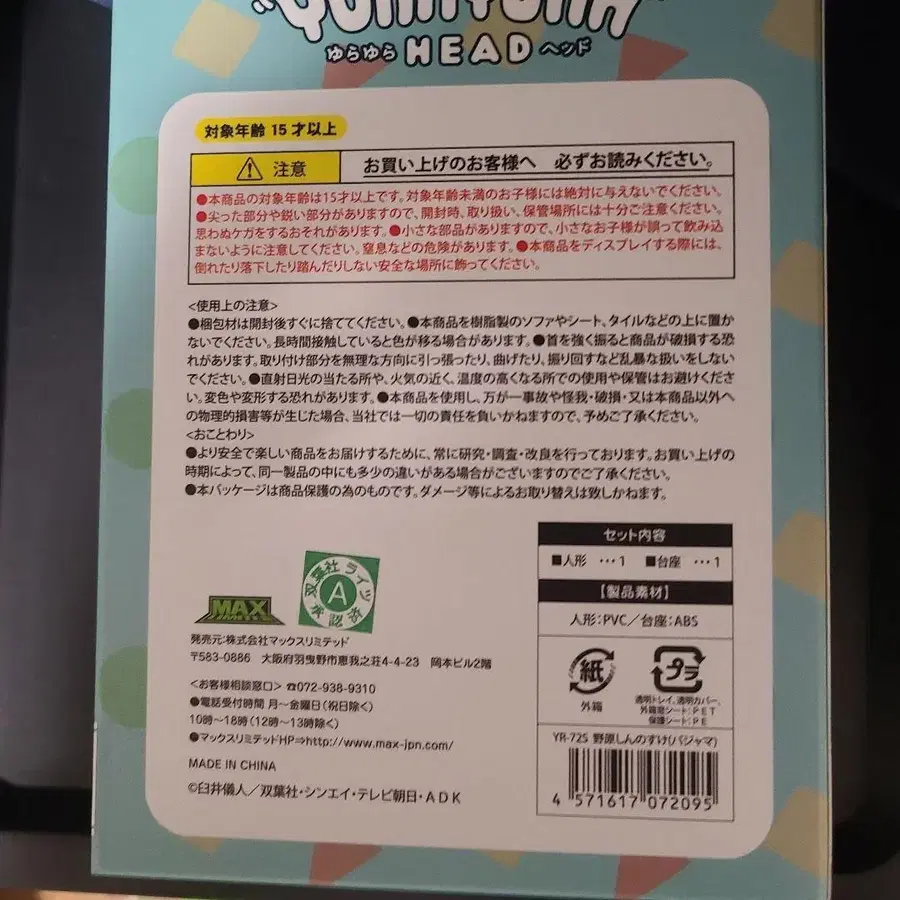 ゆらゆら HEAD ヘッド
対象年齢 15 才以上
注意 お買い上げのお客様へ 必ずお読みください。
●本商品の対象年齢は15才以上です。対象年齢未満のお子様には絶対に与えないでください。
●尖った部分や鋭い部分がありますので、開封時、取り扱い、保管場所には十分ご注意ください。
思わぬケガをするおそれがあります。●小さな部品がありますので、小さなお子様が誤って飲み込
まないように注意してください。窒息などの危険があります。●本商品をディスプレイする際には、
倒れたり落下したり踏んだりしない安全な場所に飾ってください。
<使用上の注意>
●梱包材は開封後すぐに捨ててください。●本商品を樹脂製のソファやシート、タイルなどの上に置か
ないでください。長時間接触していると色が移る場合があります。●首を強く振ると商品が破損する恐
れがあります。取り付け部分を無理な方向に引っ張ったり、曲げたり、振り回すなど乱暴な扱いをしない
でください。●直射日光の当たる所や、火気の近く、温度の高くなる所での使用や保管はお避けくださ
い。変色や変形する恐れがあります。●本商品を使用し、万が一事故や怪我・破損・又は本商品以外へ
の物理的損害等が生じた場合、当社では一切の責任を負いかねますので、予めご了承ください。
<おことわり>
●より安全で楽しい商品をお届けするために、常に研究・調査・改良を行っております。お買い上げの
時期によって、同一製品の中にも多少の違いがある場合がございますのでご了承ください。
●本パッケージは商品保護の為のものです。ダメージ等によるお取り替えは致しかねます。
セット内容
■人形 …1 ■台座 …1
【製品素材】
人形:PVC/台座:ABS
紙
外箱
プラ
透明トレイ、透明カバー、
外箱窓シート:PET
保護シート:PE
YR-725 野原しんのすけ(パジャマ)
4 571617 072095
双葉社ライツ
A
承認
MAX
発売元:株式会社マックスリミテッド
〒583-0886 大阪府羽曳野市恵我之荘4-4-23 岡本ビル2階
<お客様相談窓口> ☎072-938-9310
●電話受付時間 月~金曜日(祝日除く)
10時~18時(12時~13時除く)
●マックスリミテッドHP⇒http://www.max-jpn.com/
MADE IN CHINA
©臼井儀人/双葉社・シンエイ・テレビ朝日・ADK